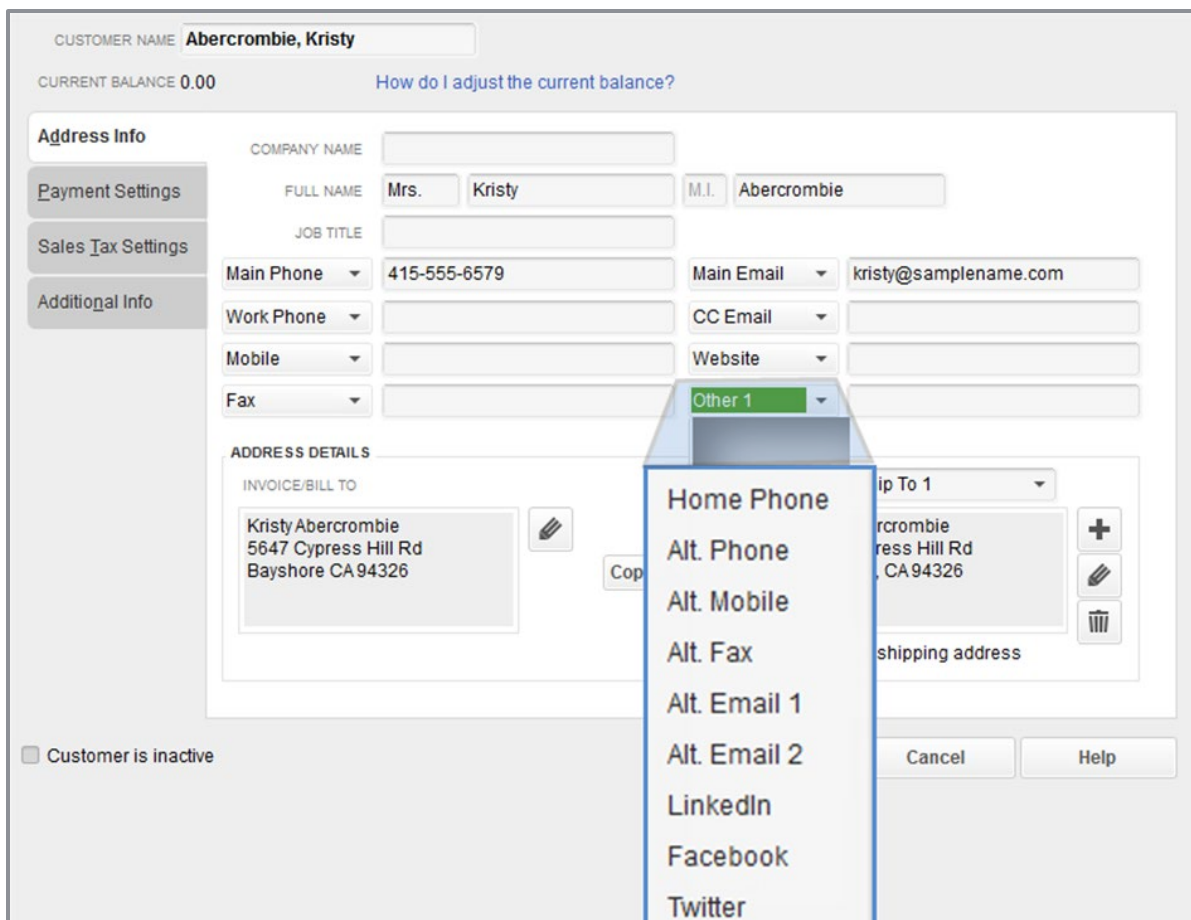 CUSTOMER NAME Abercrombie, Kristy
CURRENT BALANCE 0.00 How do I adjust the current balance?
Address Info
Payment Settings
Sales Tax Settings
Additional Info
COMPANY NAME
FULL NAME Mrs. Kristy M.I. Abercrombie
JOB TITLE
Main Phone 415-555-6579 Main Email kristy@samplename.com
Work Phone CC Email
Mobile Website
Fax Other 1
ADDRESS DETAILS
INVOICE/BILL TO
Kristy Abercrombie
5647 Cypress Hill Rd
Bayshore CA 94326
Cop
ip To 1
rcrombie
ress Hill Rd
, CA 94326
shipping address
Home Phone
Alt. Phone
Alt. Mobile
Alt. Fax
Alt. Email 1
Alt. Email 2
LinkedIn
Facebook
Twitter
Customer is inactive
Cancel Help